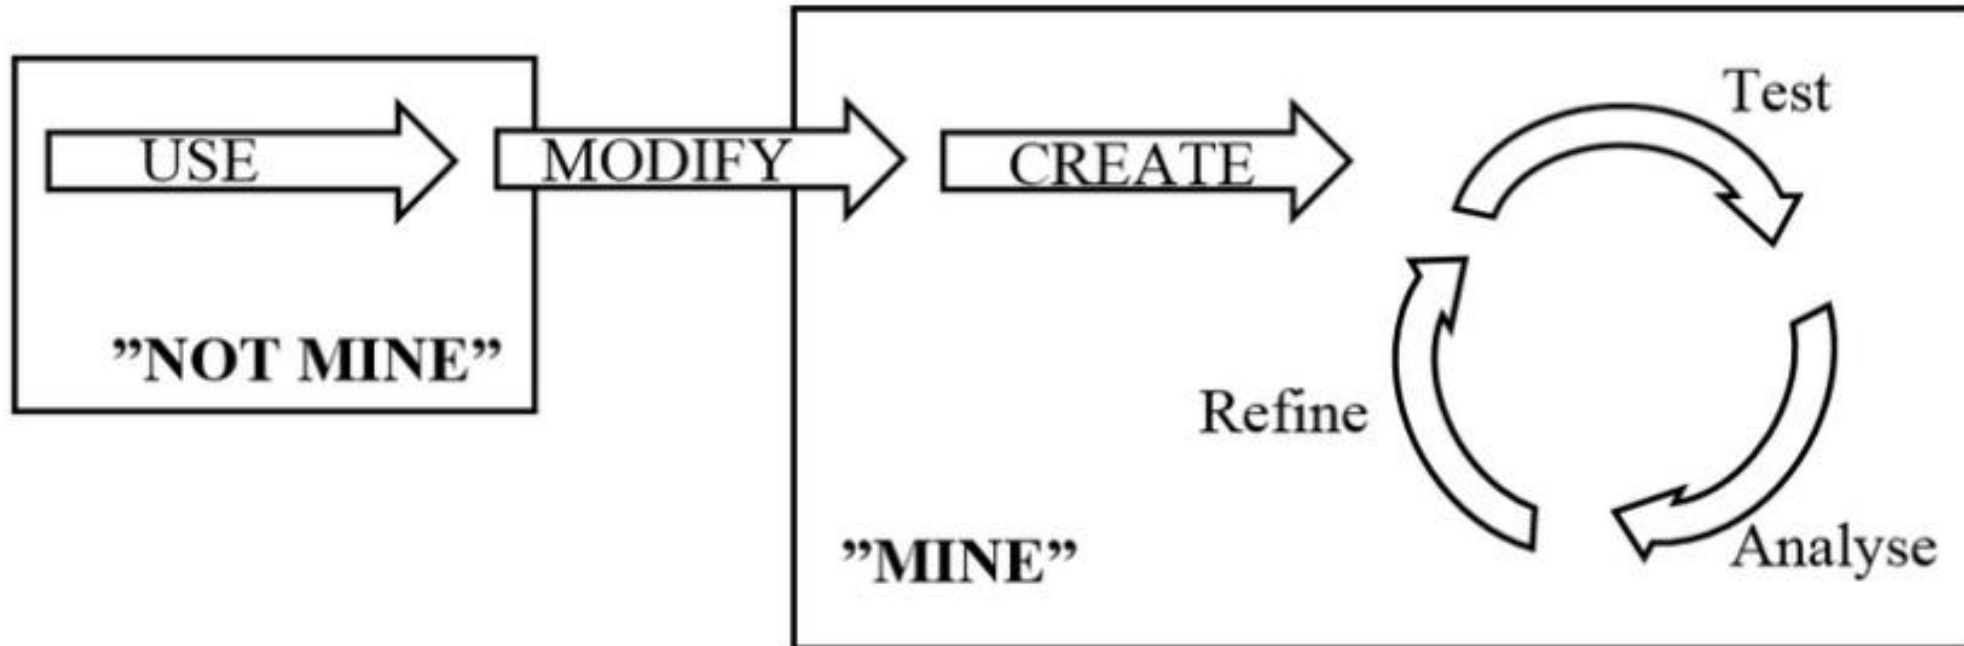 USE
MODIFY
CREATE
Test
”NOT MINE”
Refine
Analyse
”MINE”